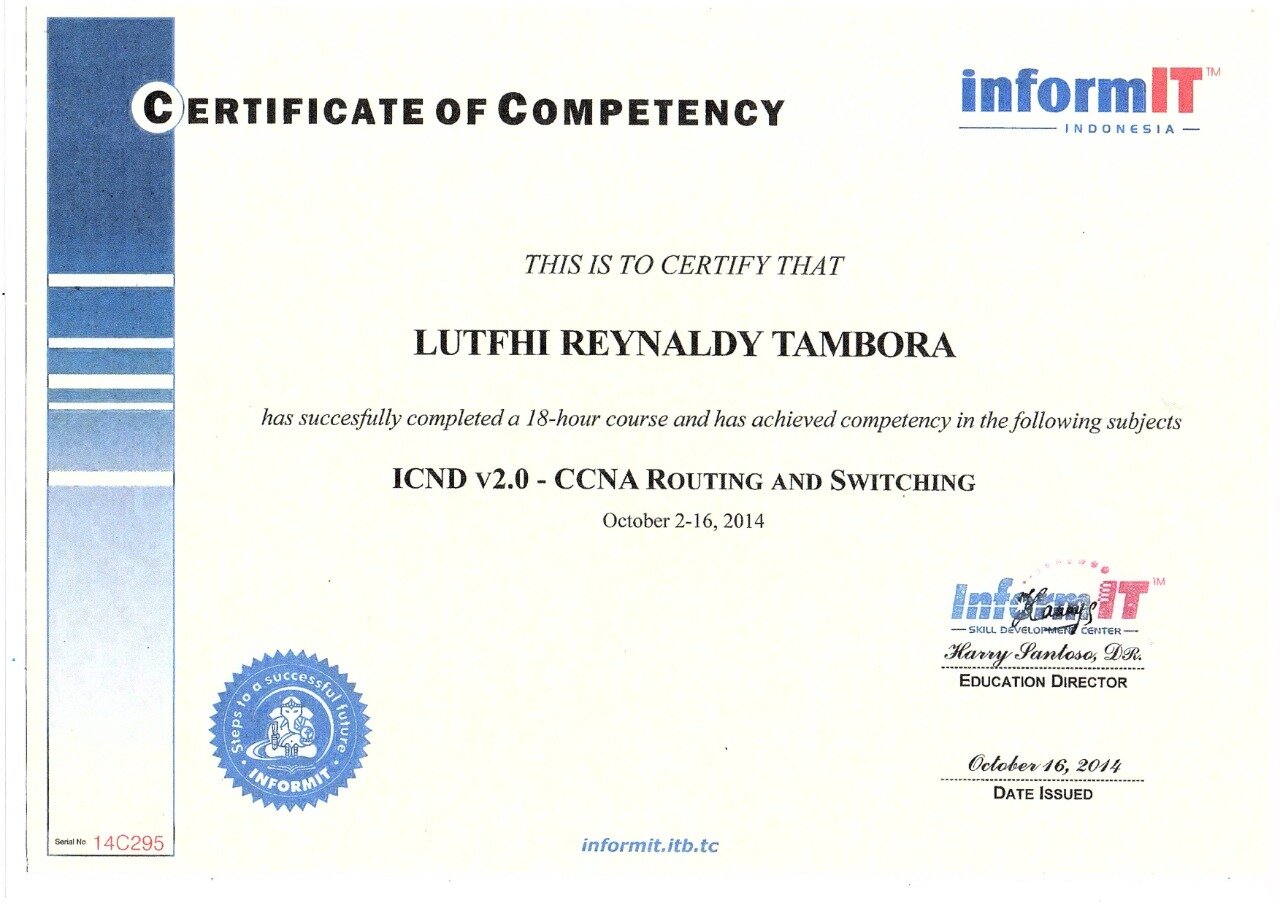 CERTIFICATE OF COMPETENCY
informIT™
INDONESIA
THIS IS TO CERTIFY THAT
LUTFHI REYNALDY TAMBORA
has succesfully completed a 18-hour course and has achieved competency in the following subjects
ICND V2.0 - CCNA ROUTING AND SWITCHING
October 2-16, 2014
InformIT™
SKILL DEVELOPMENT CENTER
Harry Santoso, DR.
EDUCATION DIRECTOR
Steps to a successful future
INFORMIT
October 16, 2014
DATE ISSUED
Serial No. 14C295
informit.itb.tc